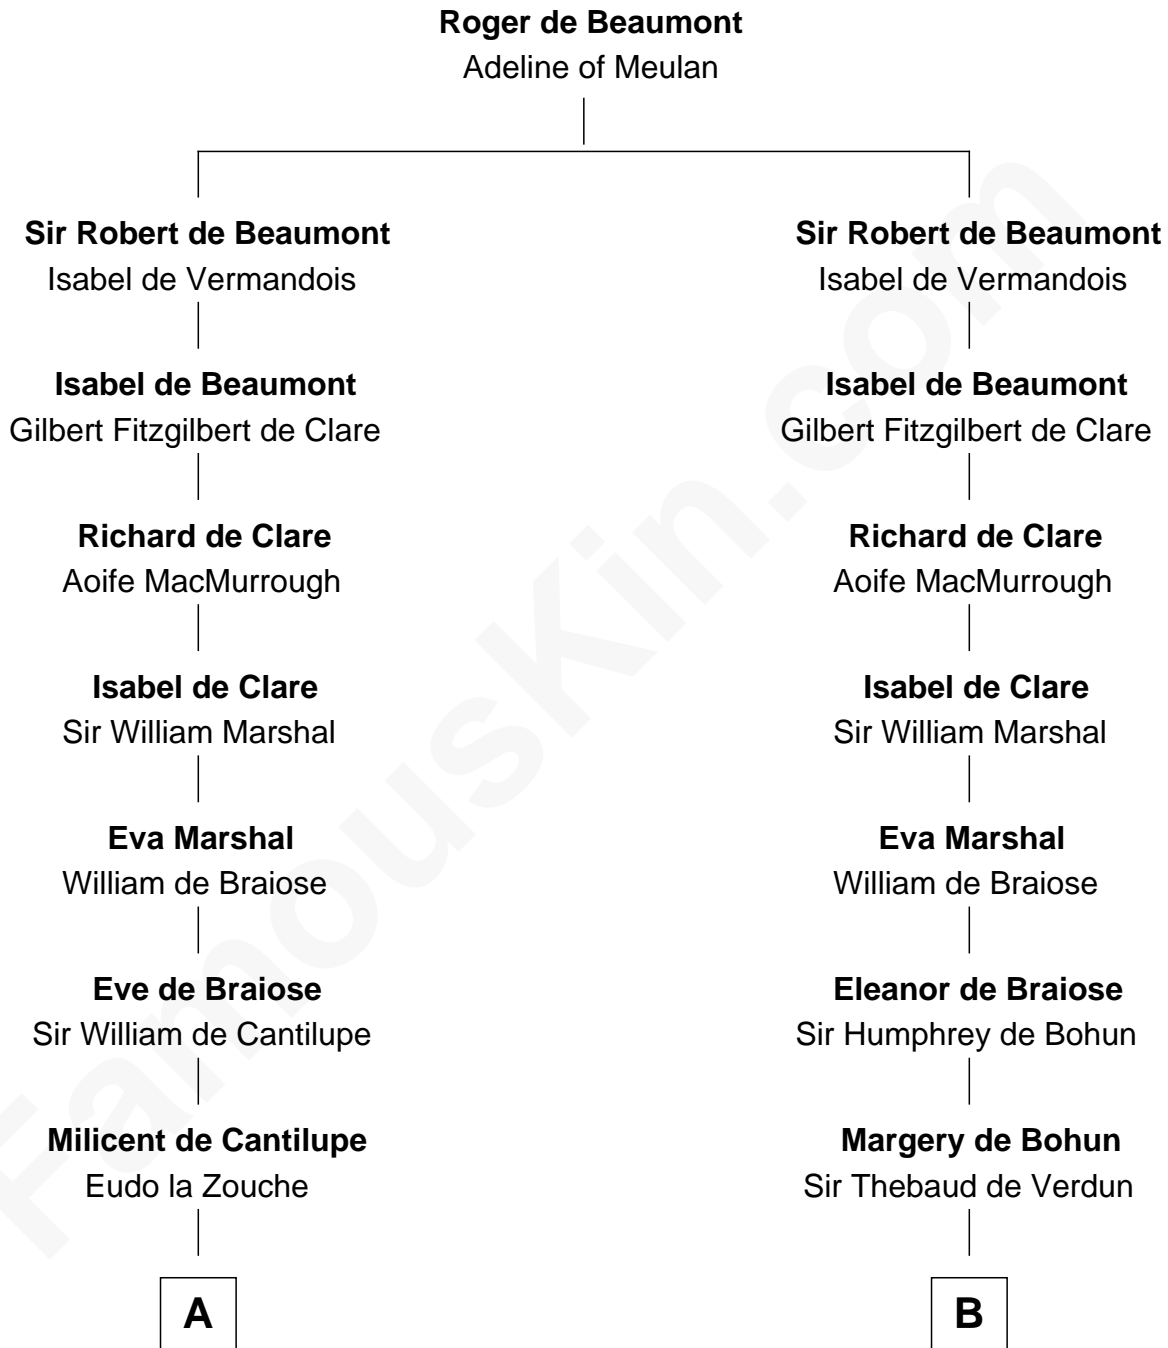 Roger de Beaumont
Adeline of Meulan
Sir Robert de Beaumont
Isabel de Vermandois
Isabel de Beaumont
Gilbert Fitzgilbert de Clare
Richard de Clare
Aoife MacMurrough
Isabel de Clare
Sir William Marshal
Eva Marshal
William de Braiose
Eve de Braiose
Sir William de Cantilupe
Milicent de Cantilupe
Eudo la Zouche
A
Sir Robert de Beaumont
Isabel de Vermandois
Isabel de Beaumont
Gilbert Fitzgilbert de Clare
Richard de Clare
Aoife MacMurrough
Isabel de Clare
Sir William Marshal
Eva Marshal
William de Braiose
Eleanor de Braiose
Sir Humphrey de Bohun
Margery de Bohun
Sir Thebaud de Verdun
B
FamousKin.com